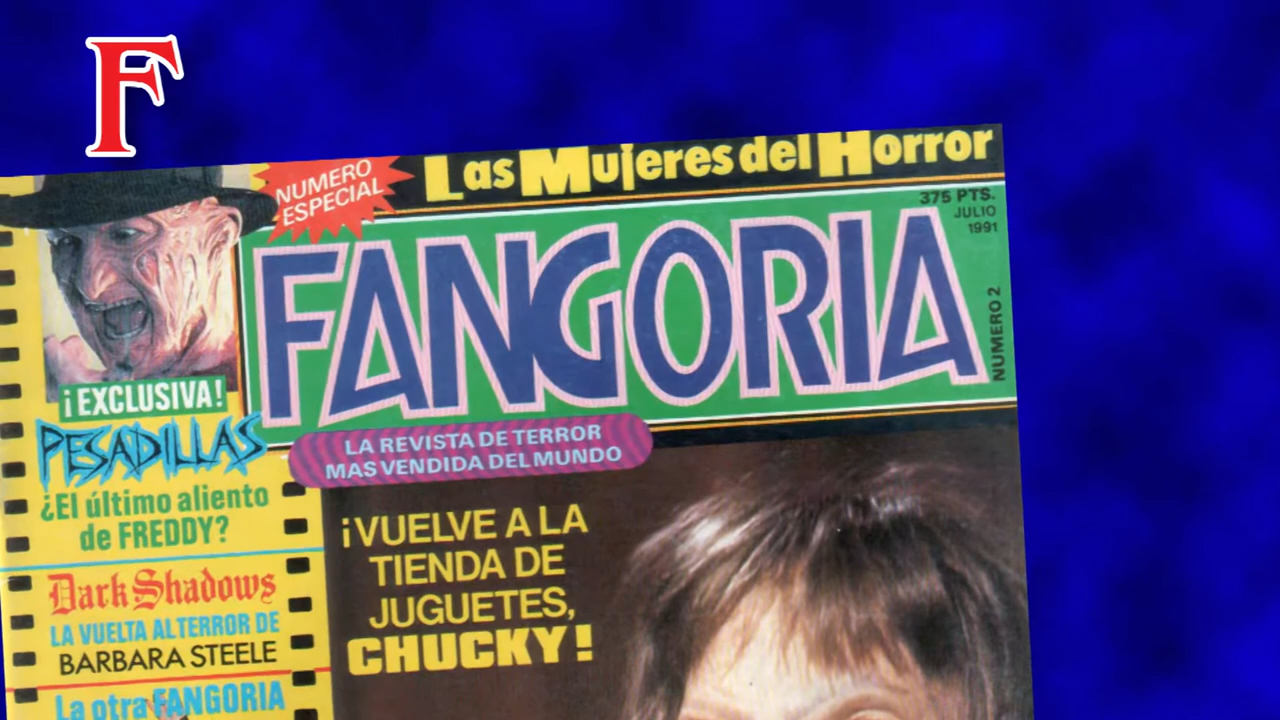 F
Las Mujeres del Horror
NUMERO
ESPECIAL
375 PTS.
JULIO
1991
FANGORIA
NUMERO 2
¡EXCLUSIVA!
PESADILLAS
¿El último aliento
de FREDDY?
LA REVISTA DE TERROR
MAS VENDIDA DEL MUNDO
¡VUELVE A LA
TIENDA DE
JUGUETES,
CHUCKY!
Dark Shadows
LA VUELTA AL TERROR DE
BARBARA STEELE
La otra FANGORIA